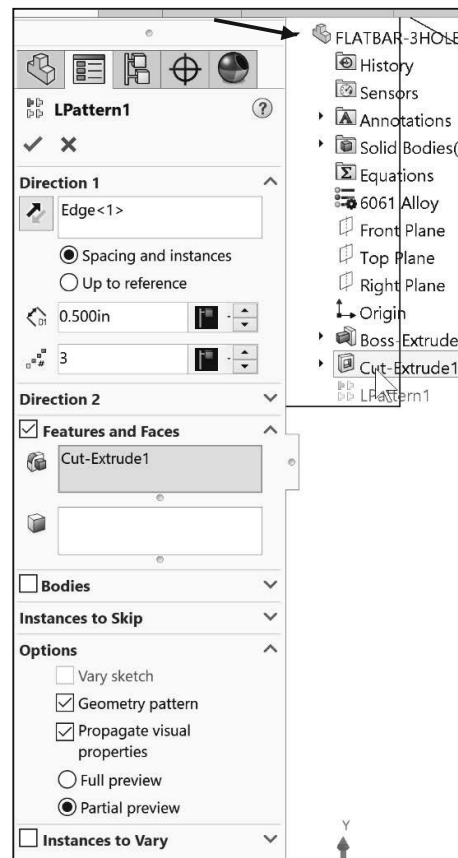 LPattern1
?
Direction 1
Edge<1>
Spacing and instances
Up to reference
D1
0.500in
#
3
Direction 2
Features and Faces
Cut-Extrude1
Bodies
Instances to Skip
Options
Vary sketch
Geometry pattern
Propagate visual
properties
Full preview
Partial preview
Instances to Vary
FLATBAR-3HOLE
History
Sensors
A Annotations
Solid Bodies(
Σ Equations
6061 Alloy
Front Plane
Top Plane
Right Plane
Origin
Boss-Extrude
Cut-Extrude1
LPattern1
Y